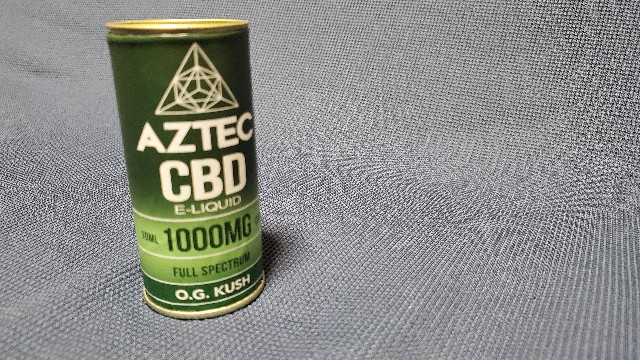 AZTEC
CBD
E-LIQUID
10ML 1000MG
FULL SPECTRUM
O.G. KUSH